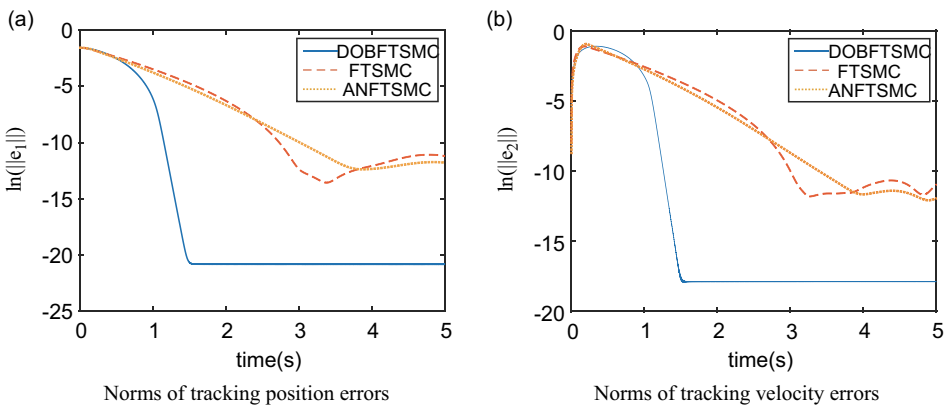 (a)
0
-5
-10
-15
-20
-25
ln(||e1||)
DOBFTSMC
FTSMC
ANFTSMC
0 1 2 3 4 5
time(s)
Norms of tracking position errors
(b)
0
-5
-10
-15
-20
ln(||e2||)
DOBFTSMC
FTSMC
ANFTSMC
0 1 2 3 4 5
time(s)
Norms of tracking velocity errors